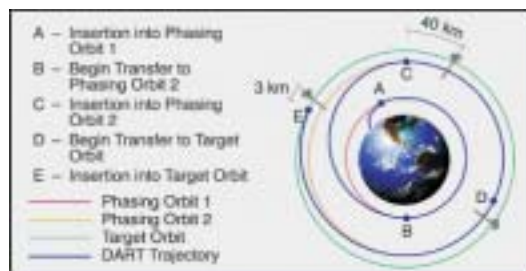 A – Insertion into Phasing
Orbit 1
B – Begin Transfer to
Phasing Orbit 2
C – Insertion into Phasing
Orbit 2
D – Begin Transfer to Target
Orbit
E – Insertion into Target Orbit
Phasing Orbit 1
Phasing Orbit 2
Target Orbit
DART Trajectory
40 km
3 km
C
A
E
D
B